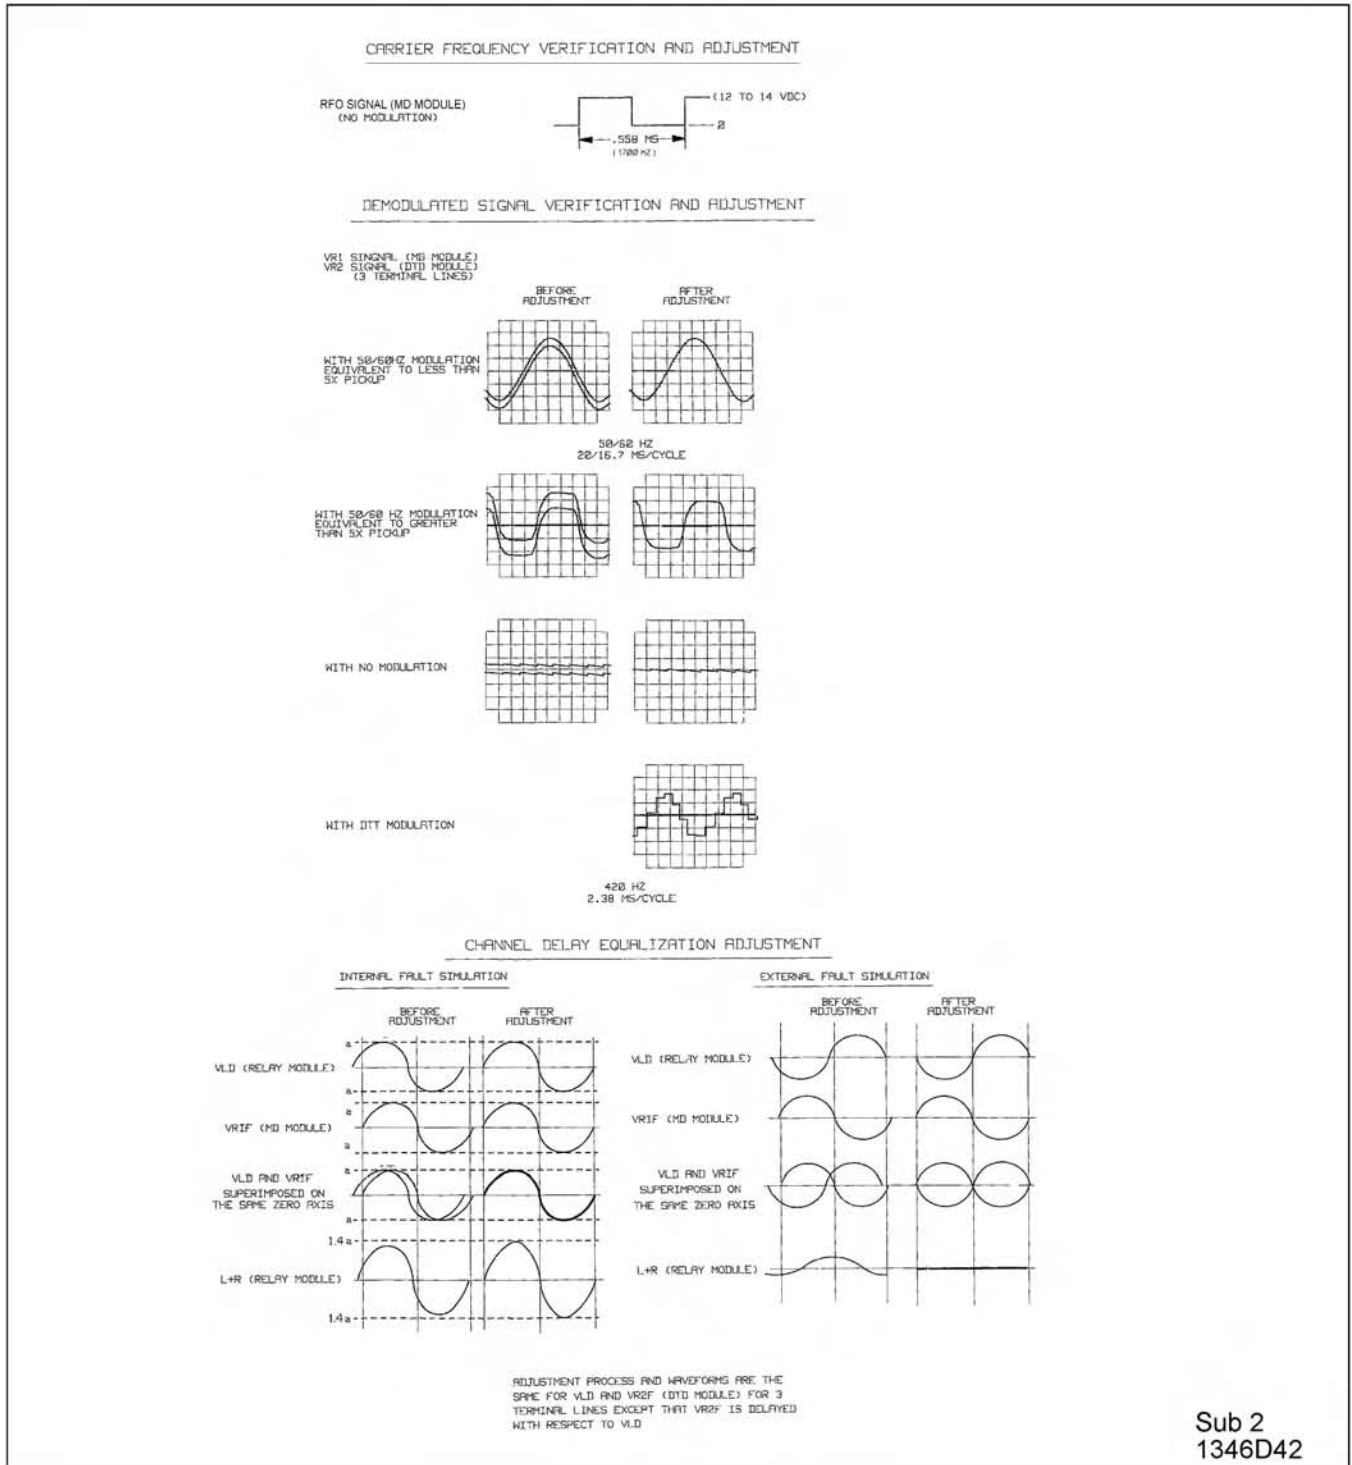 CARRIER FREQUENCY VERIFICATION AND ADJUSTMENT
RFO SIGNAL (MD MODULE)
(NO MODULATION)
(12 TO 14 VDC)
0
.558 MS
(1700 HZ)
DEMODULATED SIGNAL VERIFICATION AND ADJUSTMENT
VR1 SINGNAL (MD MODULE)
VR2 SIGNAL (DTD MODULE)
(3 TERMINAL LINES)
BEFORE
ADJUSTMENT
AFTER
ADJUSTMENT
WITH 50/60HZ MODULATION
EQUIVALENT TO LESS THAN
5X PICKUP
50/60 HZ
20/16.7 MS/CYCLE
WITH 50/60 HZ MODULATION
EQUIVALENT TO GREATER
THAN 5X PICKUP
WITH NO MODULATION
WITH DTT MODULATION
420 HZ
2.38 MS/CYCLE
CHANNEL DELAY EQUALIZATION ADJUSTMENT
INTERNAL FAULT SIMULATION
BEFORE
ADJUSTMENT
AFTER
ADJUSTMENT
a
VLD (RELAY MODULE)
a
a
VR1F (MD MODULE)
a
a
VLD AND VR1F
SUPERIMPOSED ON
THE SAME ZERO AXIS
a
1.4a
L+R (RELAY MODULE)
1.4a
EXTERNAL FAULT SIMULATION
BEFORE
ADJUSTMENT
AFTER
ADJUSTMENT
VLD (RELAY MODULE)
VR1F (MD MODULE)
VLD AND VR1F
SUPERIMPOSED ON
THE SAME ZERO AXIS
L+R (RELAY MODULE)
ADJUSTMENT PROCESS AND WAVEFORMS ARE THE
SAME FOR VLD AND VR2F (DTD MODULE) FOR 3
TERMINAL LINES EXCEPT THAT VR2F IS DELAYED
WITH RESPECT TO VLD
Sub 2
1346D42